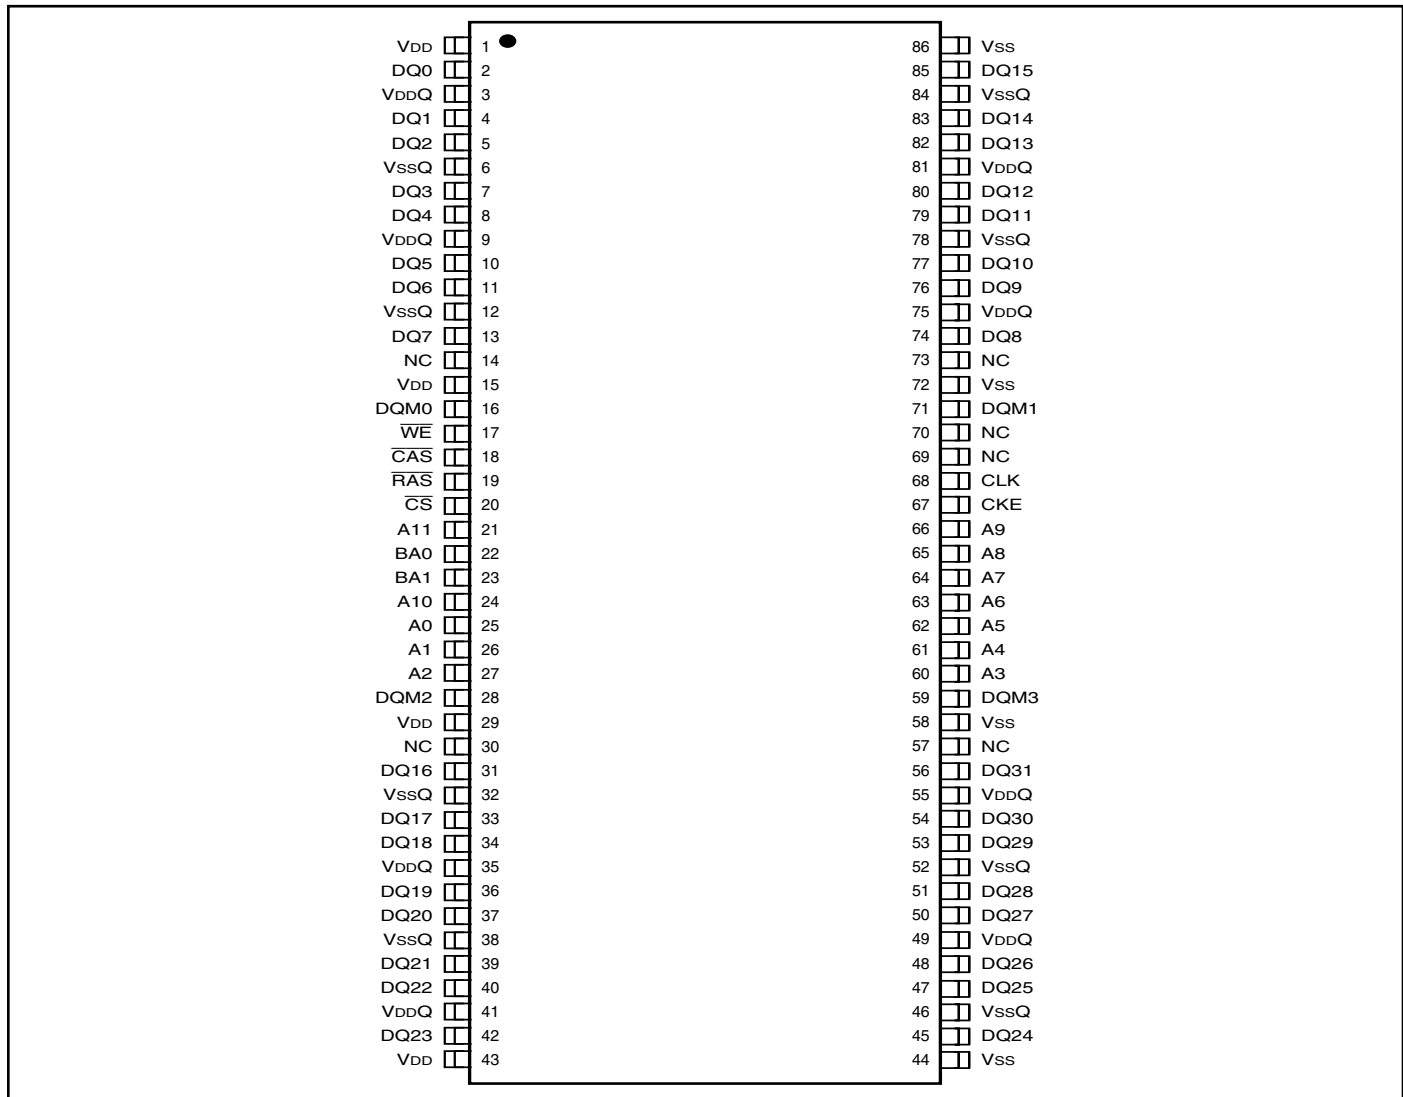 VDD 1 86 Vss
DQ0 2 85 DQ15
VDDQ 3 84 VssQ
DQ1 4 83 DQ14
DQ2 5 82 DQ13
VssQ 6 81 VDDQ
DQ3 7 80 DQ12
DQ4 8 79 DQ11
VDDQ 9 78 VssQ
DQ5 10 77 DQ10
DQ6 11 76 DQ9
VssQ 12 75 VDDQ
DQ7 13 74 DQ8
NC 14 73 NC
VDD 15 72 Vss
DQM0 16 71 DQM1
W̅E̅ 17 70 NC
C̅A̅S̅ 18 69 NC
R̅A̅S̅ 19 68 CLK
C̅S̅ 20 67 CKE
A11 21 66 A9
BA0 22 65 A8
BA1 23 64 A7
A10 24 63 A6
A0 25 62 A5
A1 26 61 A4
A2 27 60 A3
DQM2 28 59 DQM3
VDD 29 58 Vss
NC 30 57 NC
DQ16 31 56 DQ31
VssQ 32 55 VDDQ
DQ17 33 54 DQ30
DQ18 34 53 DQ29
VDDQ 35 52 VssQ
DQ19 36 51 DQ28
DQ20 37 50 DQ27
VssQ 38 49 VDDQ
DQ21 39 48 DQ26
DQ22 40 47 DQ25
VDDQ 41 46 VssQ
DQ23 42 45 DQ24
VDD 43 44 Vss